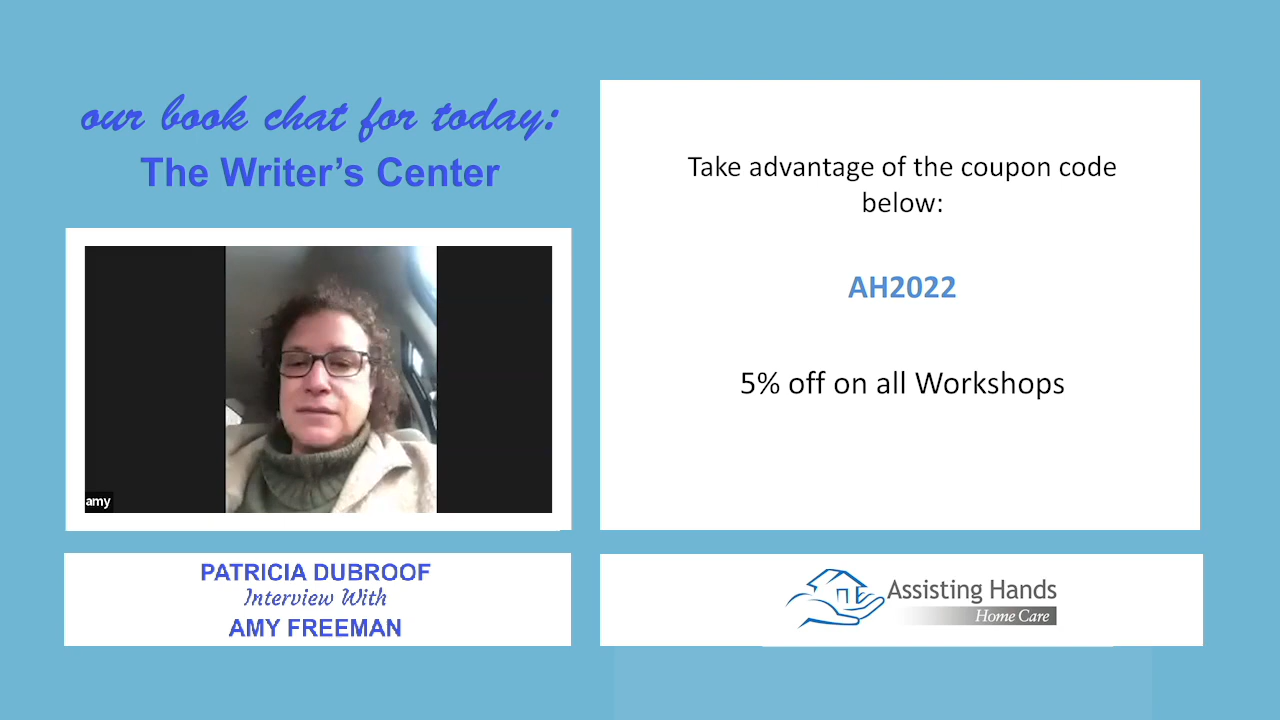 our book chat for today:
The Writer's Center
amy
PATRICIA DUBROOF
Interview With
AMY FREEMAN
Take advantage of the coupon code
below:
AH2022
5% off on all Workshops
Assisting Hands
Home Care